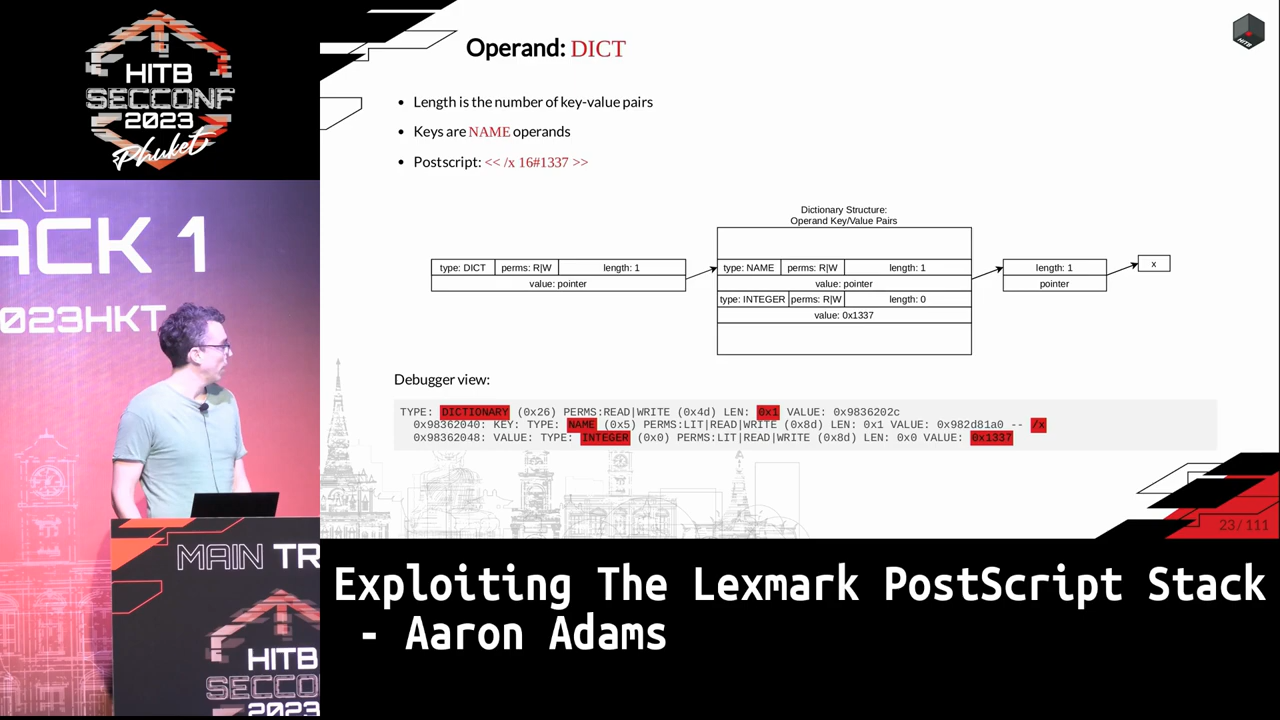 HITB
SECCONF
2023
Phuket
ACK 1
023HKT
MAIN TR
HITB
SECCO
2023
Operand: DICT
HITB
• Length is the number of key-value pairs
• Keys are NAME operands
• Postscript: << /x 16#1337 >>
Dictionary Structure:
Operand Key/Value Pairs
type: DICT perms: R|W length: 1
value: pointer
type: NAME perms: R|W length: 1
value: pointer
type: INTEGER perms: R|W length: 0
value: 0x1337
length: 1
pointer
x
Debugger view:
TYPE: DICTIONARY (0x26) PERMS:READ|WRITE (0x4d) LEN: 0x1 VALUE: 0x9836202c
0x98362040: KEY: TYPE: NAME (0x5) PERMS:LIT|READ|WRITE (0x8d) LEN: 0x1 VALUE: 0x982d81a0 -- /x
0x98362048: VALUE: TYPE: INTEGER (0x0) PERMS:LIT|READ|WRITE (0x8d) LEN: 0x0 VALUE: 0x1337
23 / 111
Exploiting The Lexmark PostScript Stack
- Aaron Adams